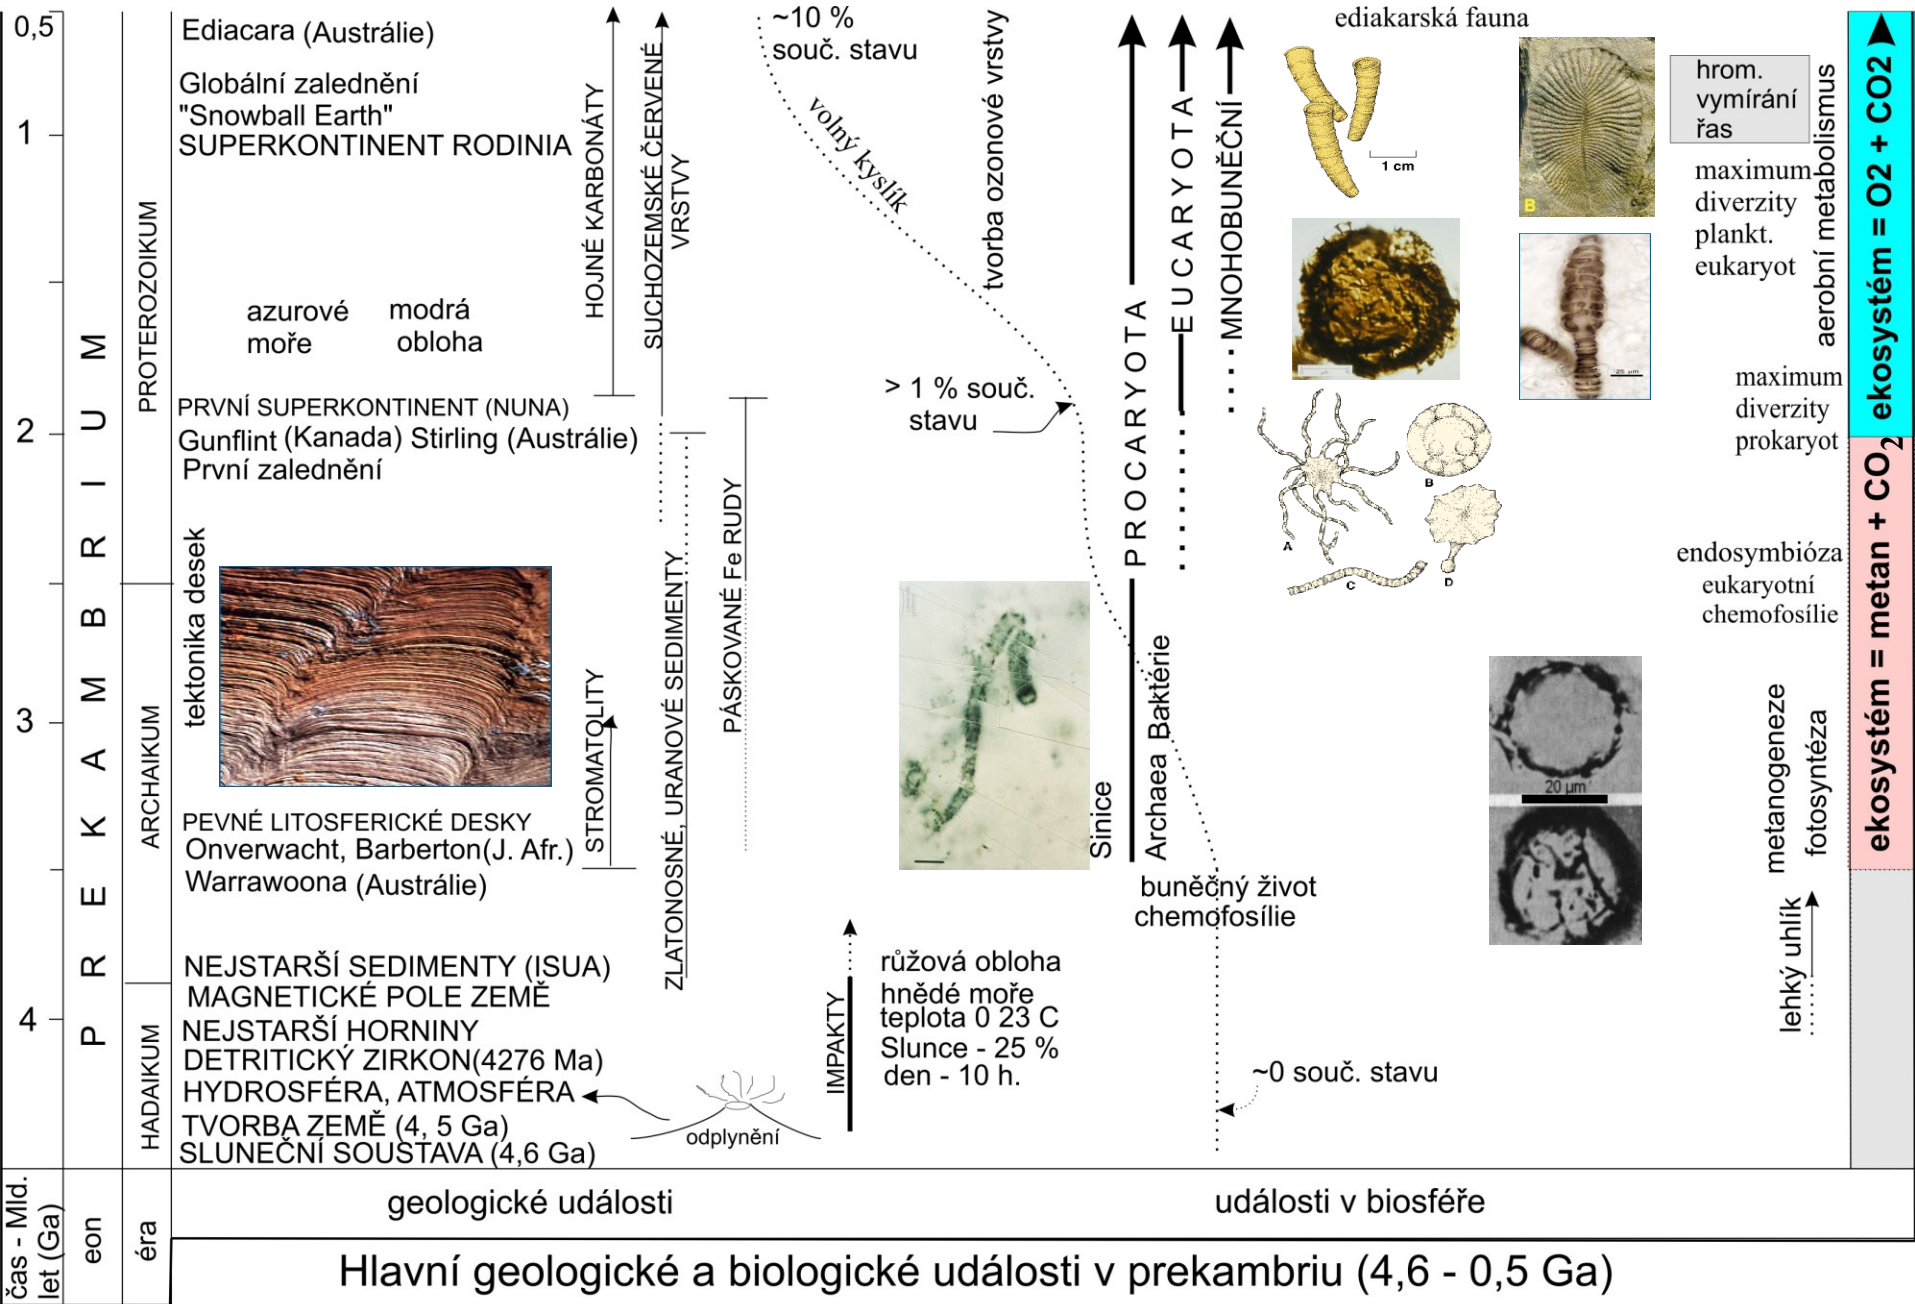 0,5
1
2
3
4
čas - Mld.
let (Ga)
PREKAMBRIUM
eon
PROTEROZOIKUM
ARCHAIKUM
HADAIKUM
éra
Ediacara (Austrálie)
Globální zalednění
"Snowball Earth"
SUPERKONTINENT RODINIA
azurové
moře
modrá
obloha
PRVNÍ SUPERKONTINENT (NUNA)
Gunflint (Kanada) Stirling (Austrálie)
První zalednění
tektonika desek
PEVNÉ LITOSFERICKÉ DESKY
Onverwacht, Barberton(J. Afr.)
Warrawoona (Austrálie)
NEJSTARŠÍ SEDIMENTY (ISUA)
MAGNETICKÉ POLE ZEMĚ
NEJSTARŠÍ HORNINY
DETRITICKÝ ZIRKON(4276 Ma)
HYDROSFÉRA, ATMOSFÉRA
TVORBA ZEMĚ (4, 5 Ga)
SLUNEČNÍ SOUSTAVA (4,6 Ga)
HOJNÉ KARBONÁTY
SUCHOZEMSKÉ ČERVENÉ
VRSTVY
STROMATOLITY
ZLATONOSNÉ, URANOVÉ SEDIMENTY
PÁSKOVANÉ Fe RUDY
odplynění
IMPAKTY
růžová obloha
hnědé moře
teplota 0 23 C
Slunce - 25 %
den - 10 h.
~10 %
souč. stavu
volný kyslík
tvorba ozonové vrstvy
> 1 % souč.
stavu
~0 souč. stavu
PROCARYOTA
EUCARYOTA
MNOHOBUNĚČNÍ
Sinice
Archaea Baktérie
buněčný život
chemofosílie
ediakarská fauna
1 cm
B
25 µm
A
B
C
D
20 µm
hrom.
vymírání
řas
maximum
diverzity
plankt.
eukaryot
aerobní metabolismus
maximum
diverzity
prokaryot
endosymbióza
eukaryotní
chemofosílie
metanogeneze
fotosyntéza
lehký uhlík
ekosystém = O2 + CO2
ekosystém = metan + CO2
geologické události
události v biosféře
Hlavní geologické a biologické události v prekambriu (4,6 - 0,5 Ga)